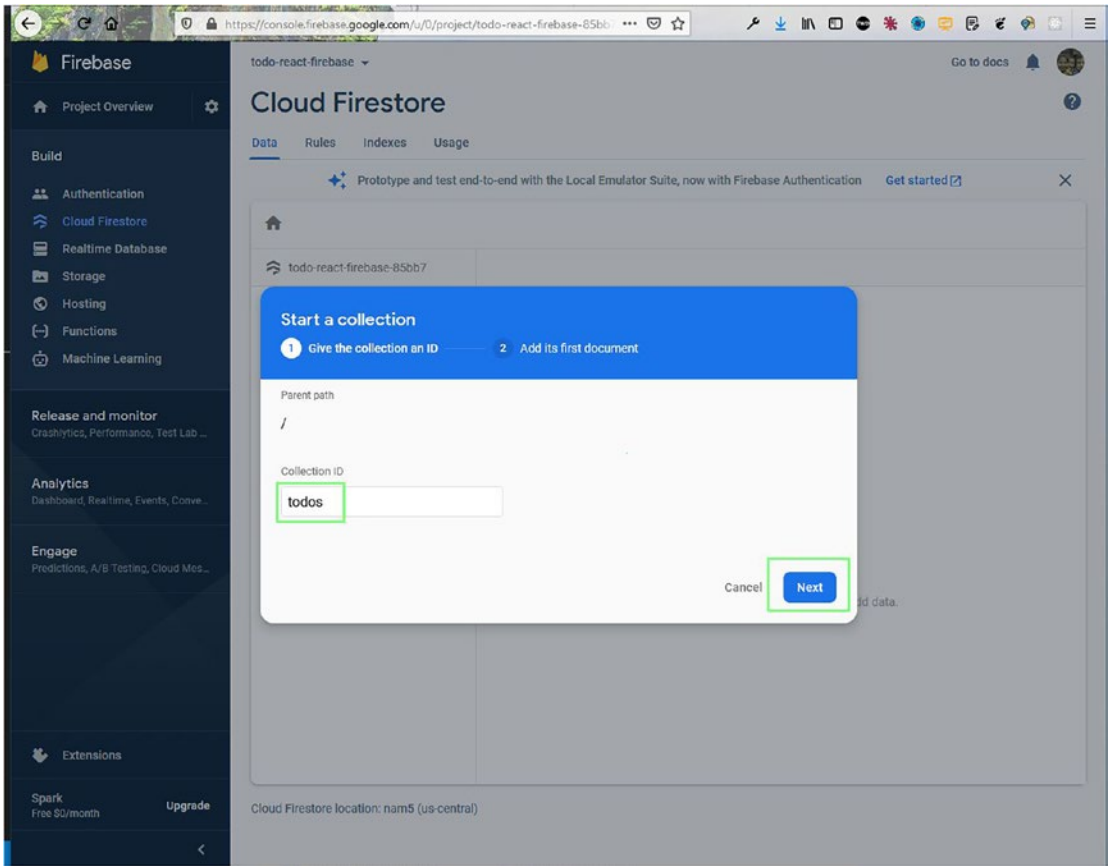 https://console.firebase.google.com/u/0/project/todo-react-firebase-85bb
Firebase
todo-react-firebase
Go to docs
Project Overview
Cloud Firestore
Data Rules Indexes Usage
Build
Prototype and test end-to-end with the Local Emulator Suite, now with Firebase Authentication Get started
Authentication
Cloud Firestore
Realtime Database
Storage
Hosting
Functions
Machine Learning
todo-react-firebase-85bb7
Start a collection
1 Give the collection an ID
2 Add its first document
Parent path
/
Collection ID
todos
Cancel
Next
dd data.
Release and monitor
Crashlytics, Performance, Test Lab ...
Analytics
Dashboard, Realtime, Events, Conve...
Engage
Predictions, A/B Testing, Cloud Mes...
Extensions
Spark
Free $0/month
Upgrade
Cloud Firestore location: nam5 (us-central)